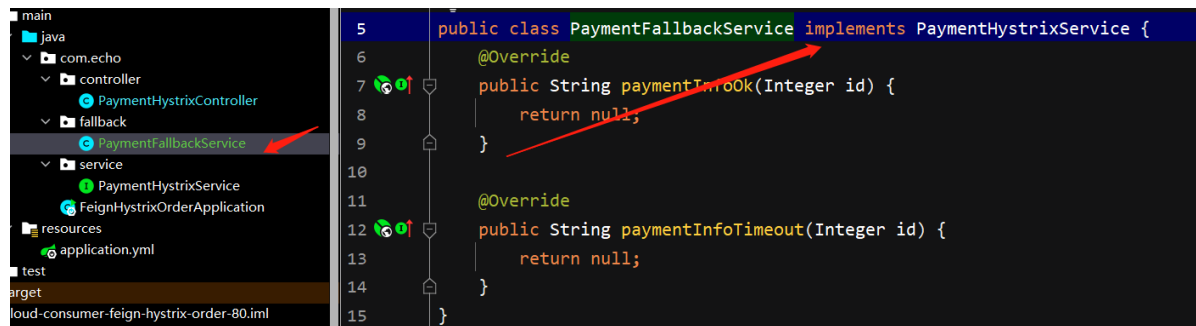 main
java
com.echo
controller
PaymentHystrixController
fallback
PaymentFallbackService
service
PaymentHystrixService
FeignHystrixOrderApplication
resources
application.yml
test
arget
loud-consumer-feign-hystrix-order-80.iml
5 public class PaymentFallbackService implements PaymentHystrixService {
6 @Override
7 public String paymentInfoOk(Integer id) {
8 return null;
9 }
10
11 @Override
12 public String paymentInfoTimeout(Integer id) {
13 return null;
14 }
15 }